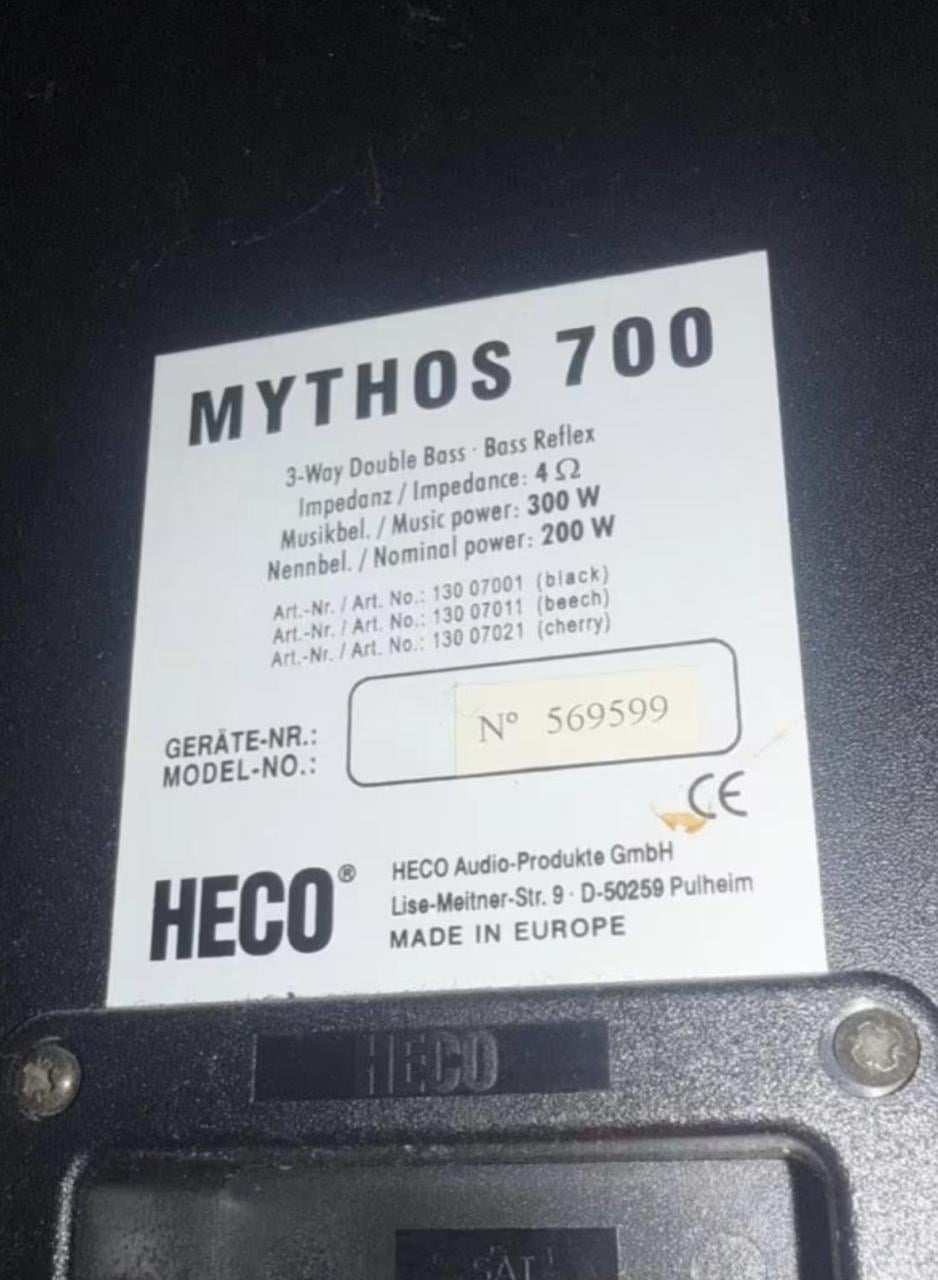 MYTHOS 700
3-Way Double Bass · Bass Reflex
Impedanz / Impedance: 4 Ω
Musikbel. / Music power: 300 W
Nennbel. / Nominal power: 200 W
Art.-Nr. / Art. No.: 130 07001 (black)
Art.-Nr. / Art. No.: 130 07011 (beech)
Art.-Nr. / Art. No.: 130 07021 (cherry)
GERÄTE-NR.:
MODEL-NO.:
Nº 569599
CE
HECO®
HECO Audio-Produkte GmbH
Lise-Meitner-Str. 9 · D-50259 Pulheim
MADE IN EUROPE
HECO
SAT